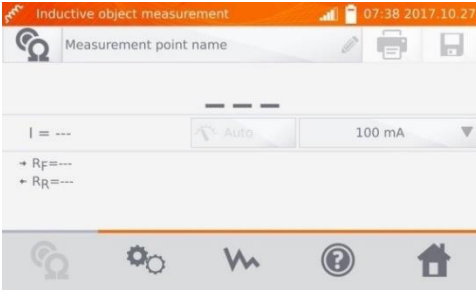 Inductive object measurement 07:38 2017.10.27
Measurement point name
---
I = --- Auto 100 mA
→ RF=---
← RR=---